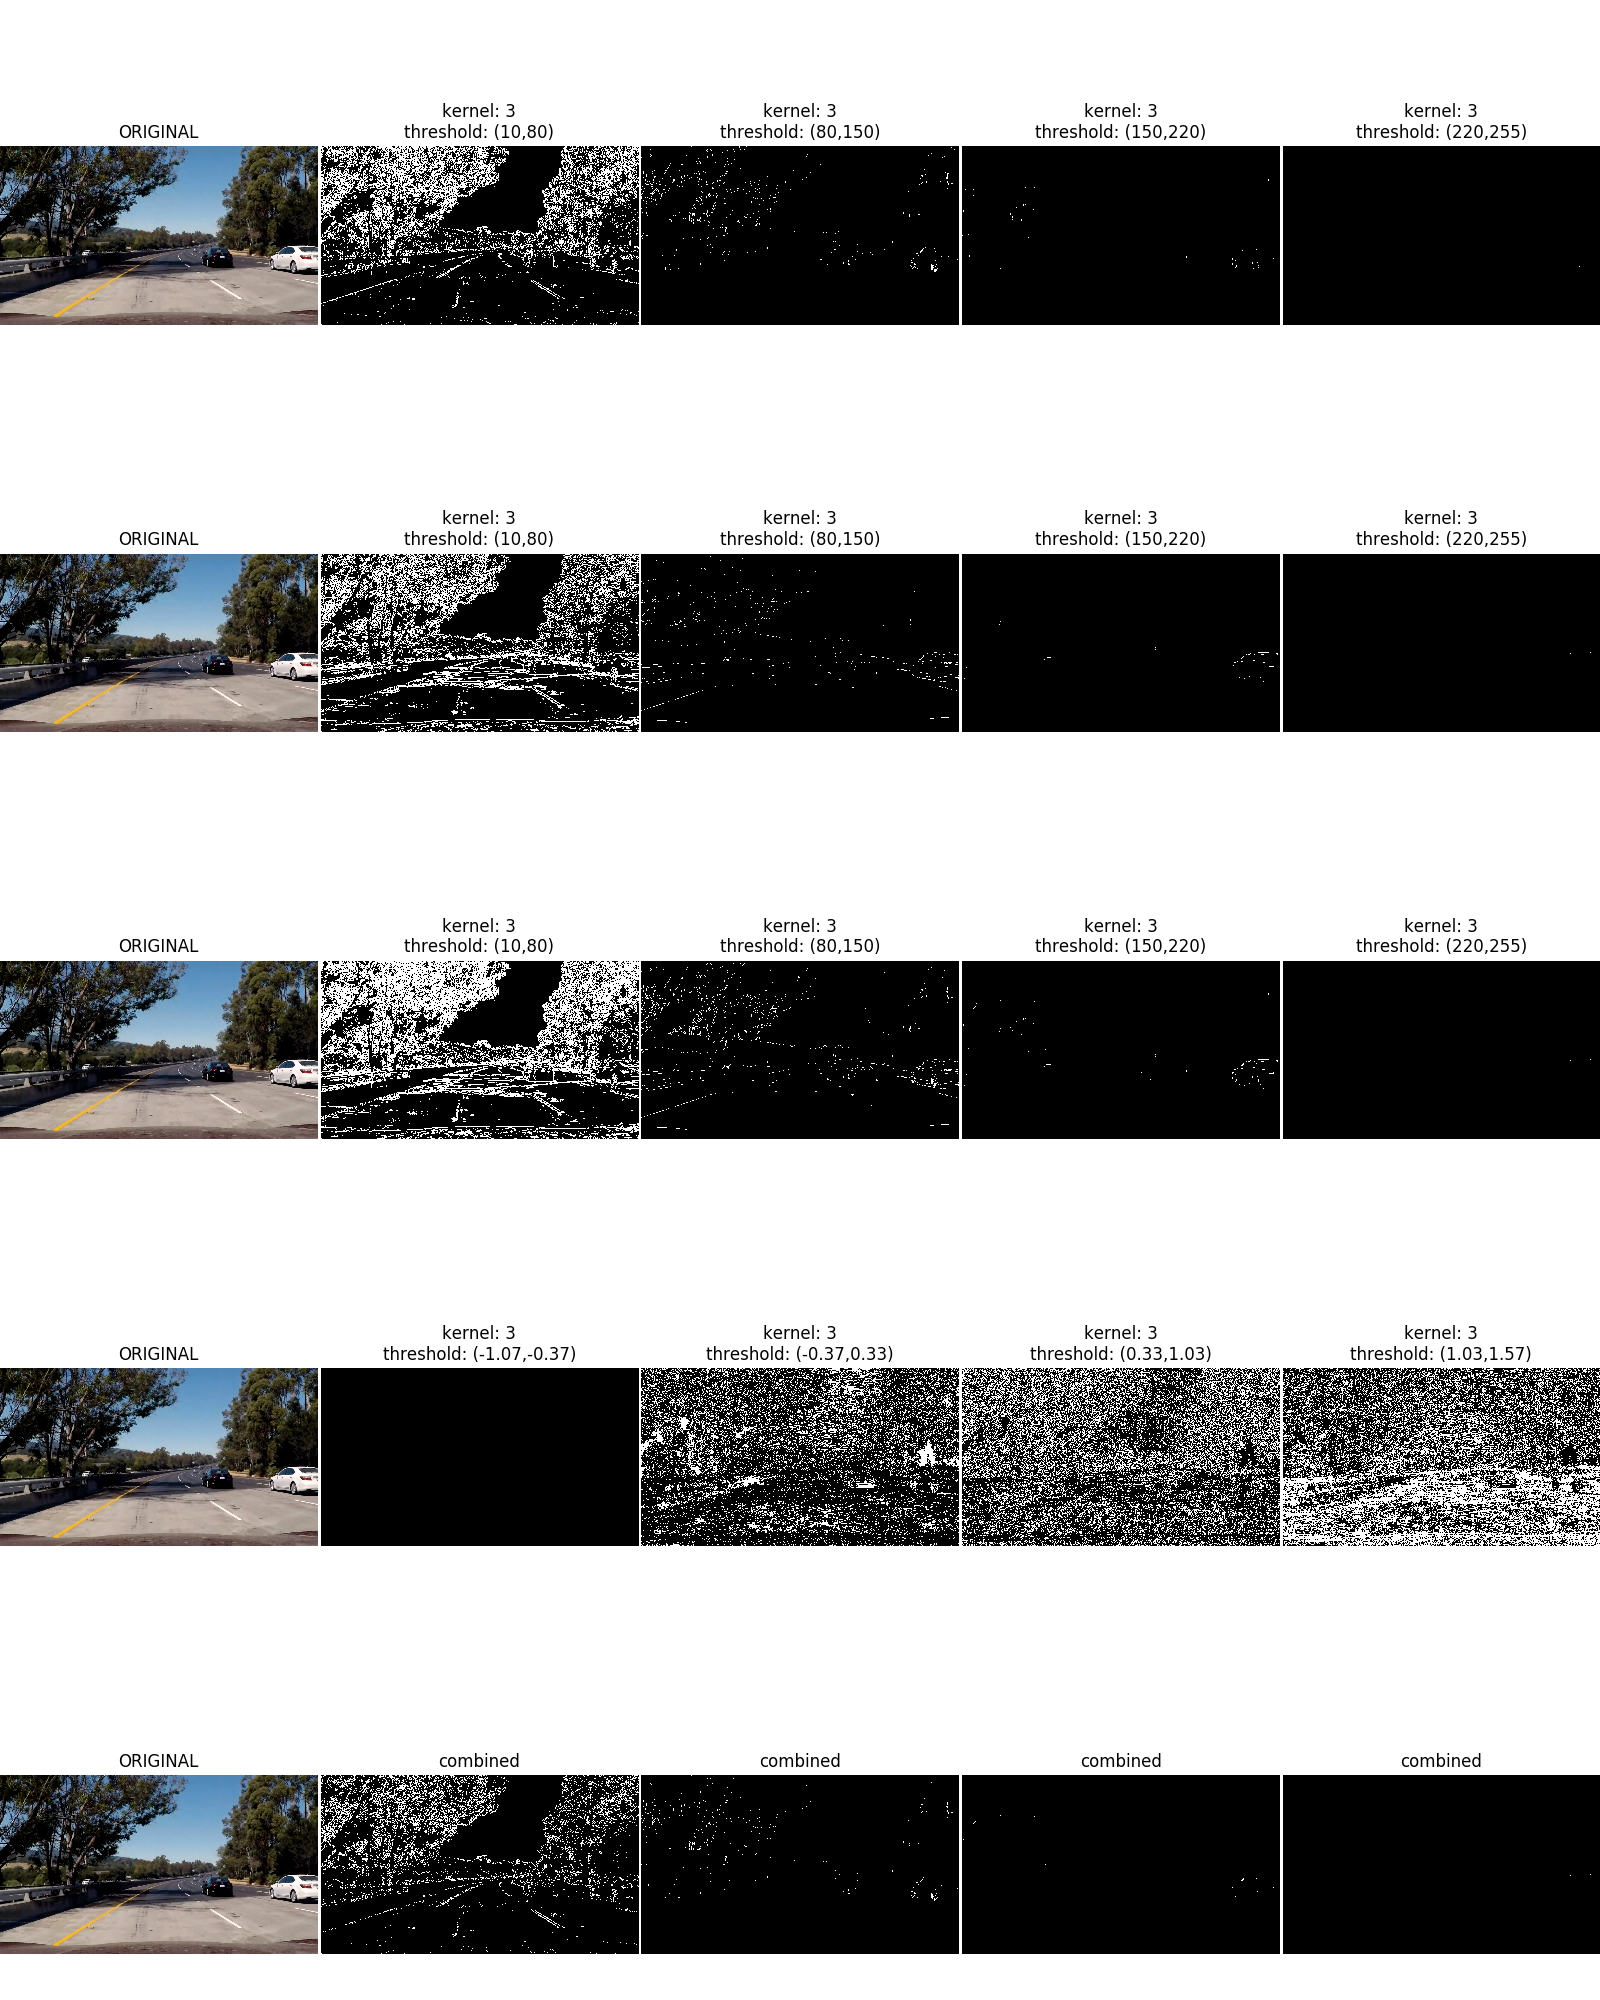 ORIGINAL
kernel: 3
threshold: (10,80)
kernel: 3
threshold: (80,150)
kernel: 3
threshold: (150,220)
kernel: 3
threshold: (220,255)
ORIGINAL
kernel: 3
threshold: (10,80)
kernel: 3
threshold: (80,150)
kernel: 3
threshold: (150,220)
kernel: 3
threshold: (220,255)
ORIGINAL
kernel: 3
threshold: (10,80)
kernel: 3
threshold: (80,150)
kernel: 3
threshold: (150,220)
kernel: 3
threshold: (220,255)
ORIGINAL
kernel: 3
threshold: (-1.07,-0.37)
kernel: 3
threshold: (-0.37,0.33)
kernel: 3
threshold: (0.33,1.03)
kernel: 3
threshold: (1.03,1.57)
ORIGINAL
combined
combined
combined
combined